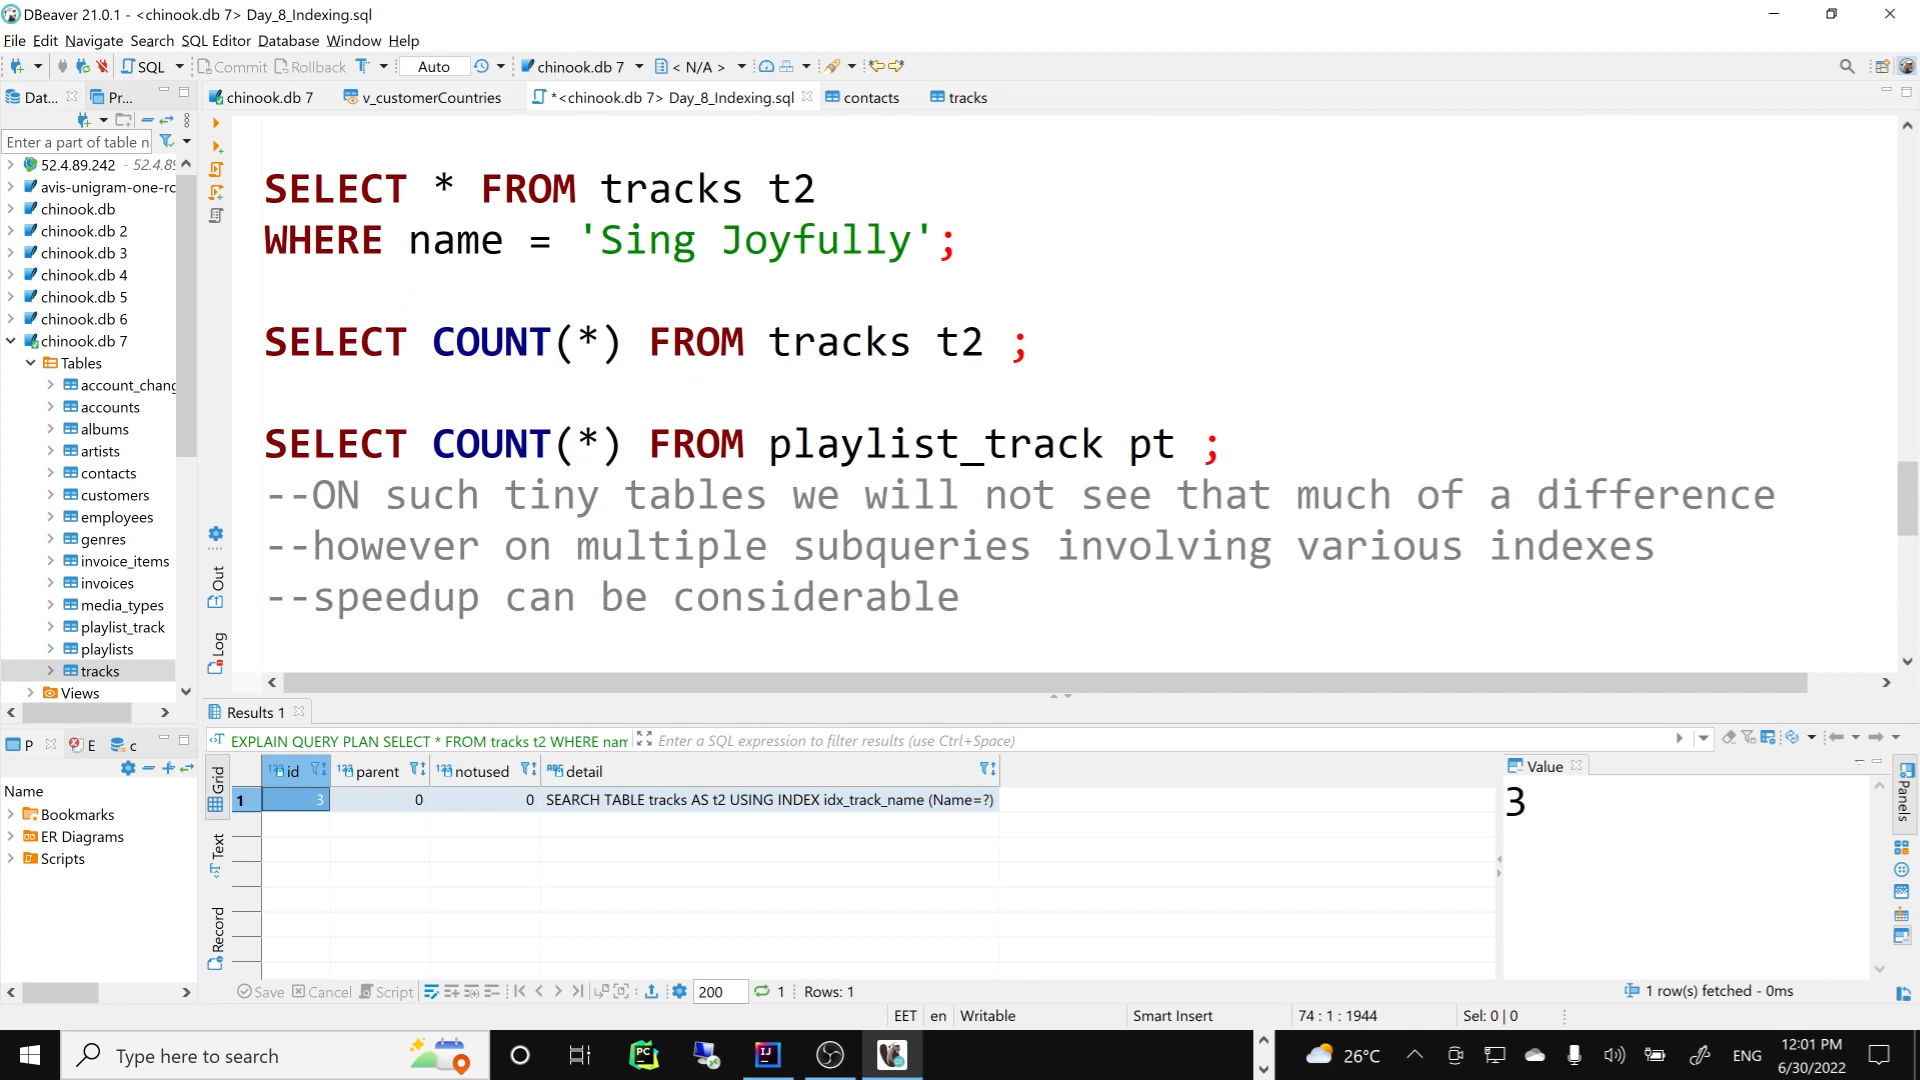 DBeaver 21.0.1 - <chinook.db 7> Day_8_Indexing.sql
File Edit Navigate Search SQL Editor Database Window Help
SQL Commit Rollback Auto chinook.db 7 < N/A >
Dat... Pr... chinook.db 7 v_customerCountries *<chinook.db 7> Day_8_Indexing.sql contacts tracks
Enter a part of table n
52.4.89.242 - 52.4.89
avis-unigram-one-rc
chinook.db
chinook.db 2
chinook.db 3
chinook.db 4
chinook.db 5
chinook.db 6
chinook.db 7
Tables
account_chang
accounts
albums
artists
contacts
customers
employees
genres
invoice_items
invoices
media_types
playlist_track
playlists
tracks
Views
SELECT * FROM tracks t2
WHERE name = 'Sing Joyfully';
SELECT COUNT(*) FROM tracks t2 ;
SELECT COUNT(*) FROM playlist_track pt ;
--ON such tiny tables we will not see that much of a difference
--however on multiple subqueries involving various indexes
--speedup can be considerable
Out
Log
P E c
Name
Bookmarks
ER Diagrams
Scripts
Results 1
EXPLAIN QUERY PLAN SELECT * FROM tracks t2 WHERE nam Enter a SQL expression to filter results (use Ctrl+Space)
Grid
Text
Record
id parent notused detail
1 3 0 0 SEARCH TABLE tracks AS t2 USING INDEX idx_track_name (Name=?)
Value
3
Panels
Save Cancel Script 200 1 Rows: 1
1 row(s) fetched - 0ms
EET en Writable Smart Insert 74 : 1 : 1944 Sel: 0 | 0
Type here to search
26°C ENG 12:01 PM
6/30/2022